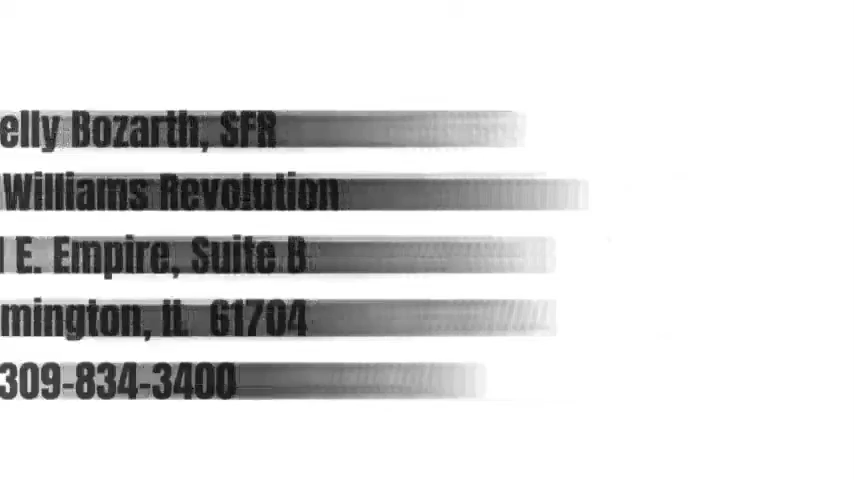 elly Bozarth, SFR
Williams Revolution
E. Empire, Suite B
mington, IL 61704
309-834-3400